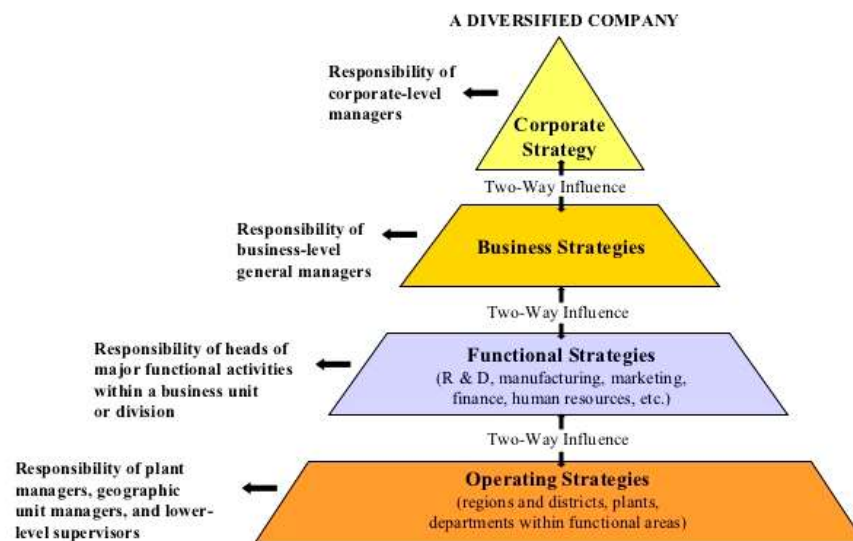 A DIVERSIFIED COMPANY
Responsibility of
corporate-level
managers
Corporate
Strategy
Two-Way Influence
Responsibility of
business-level
general managers
Business Strategies
Two-Way Influence
Responsibility of heads of
major functional activities
within a business unit
or division
Functional Strategies
(R & D, manufacturing, marketing,
finance, human resources, etc.)
Two-Way Influence
Responsibility of plant
managers, geographic
unit managers, and lower-
level supervisors
Operating Strategies
(regions and districts, plants,
departments within functional areas)